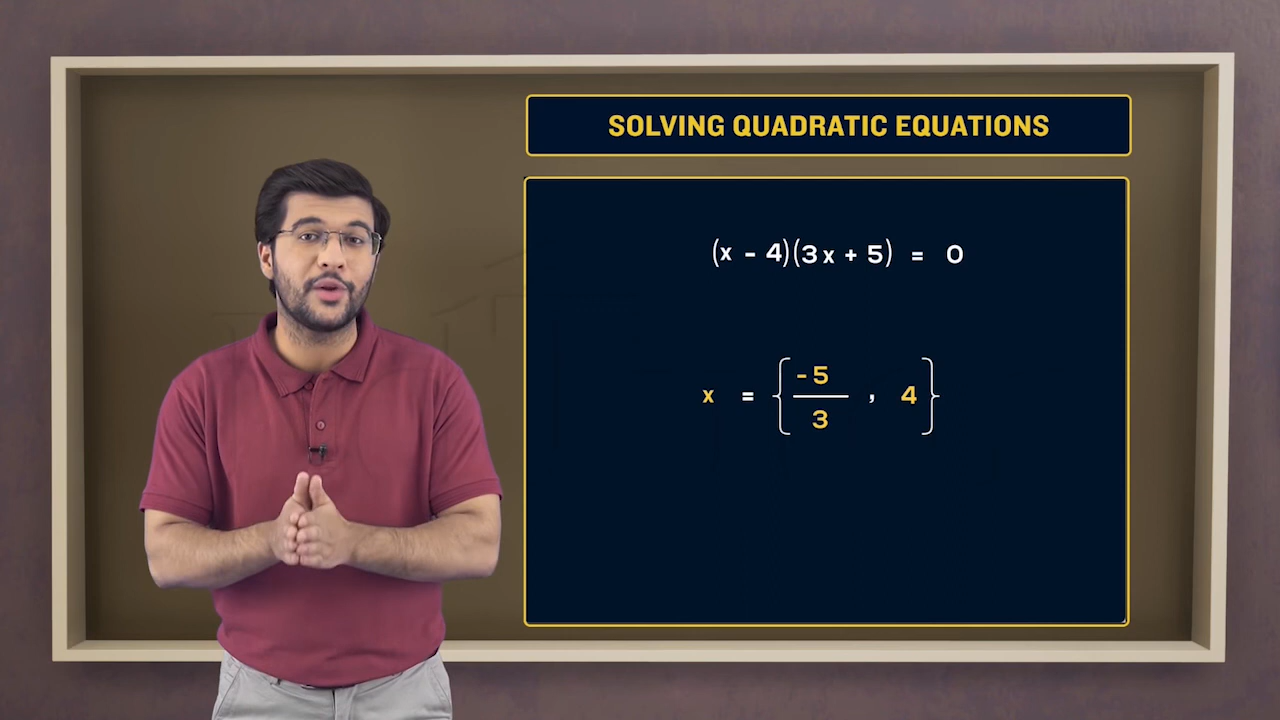 SOLVING QUADRATIC EQUATIONS
(x - 4)(3x + 5) = 0
x = {-5/3, 4}